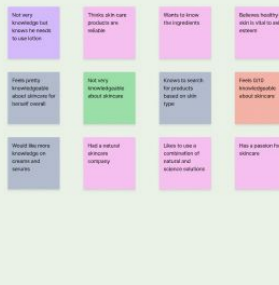 Not very
knowledge but
knows he needs
to use lotion
Thinks skin care
products are
reliable
Wants to know
the ingredients
Believes healthy
skin is vital to
esteem
Feels pretty
knowledgeable
about skincare for
herself overall
Not very
knowledgeable
about skincare
Knows to search
for products
based on skin
type
Feels 0/10
knowledgeable
about skincare
Would like more
knowledge on
creams and
serums
Had a natural
skincare
company
Likes to use a
combination of
natural and
science solutions
Has a passion
skincare